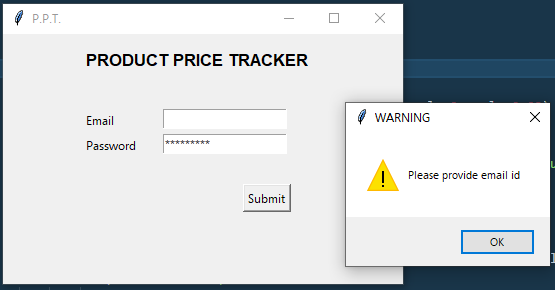 P.P.T.
PRODUCT PRICE TRACKER
Email
Password
*********
Submit
WARNING
Please provide email id
OK